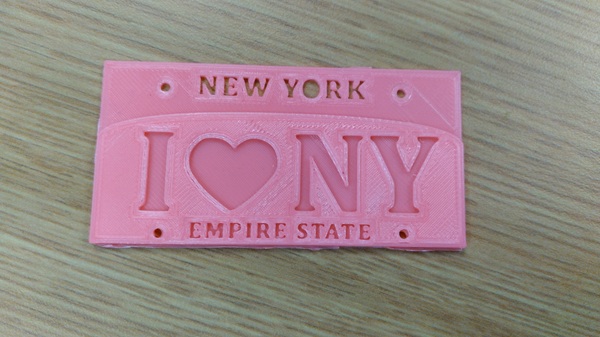 NEW YORK
I ♥ NY
EMPIRE STATE